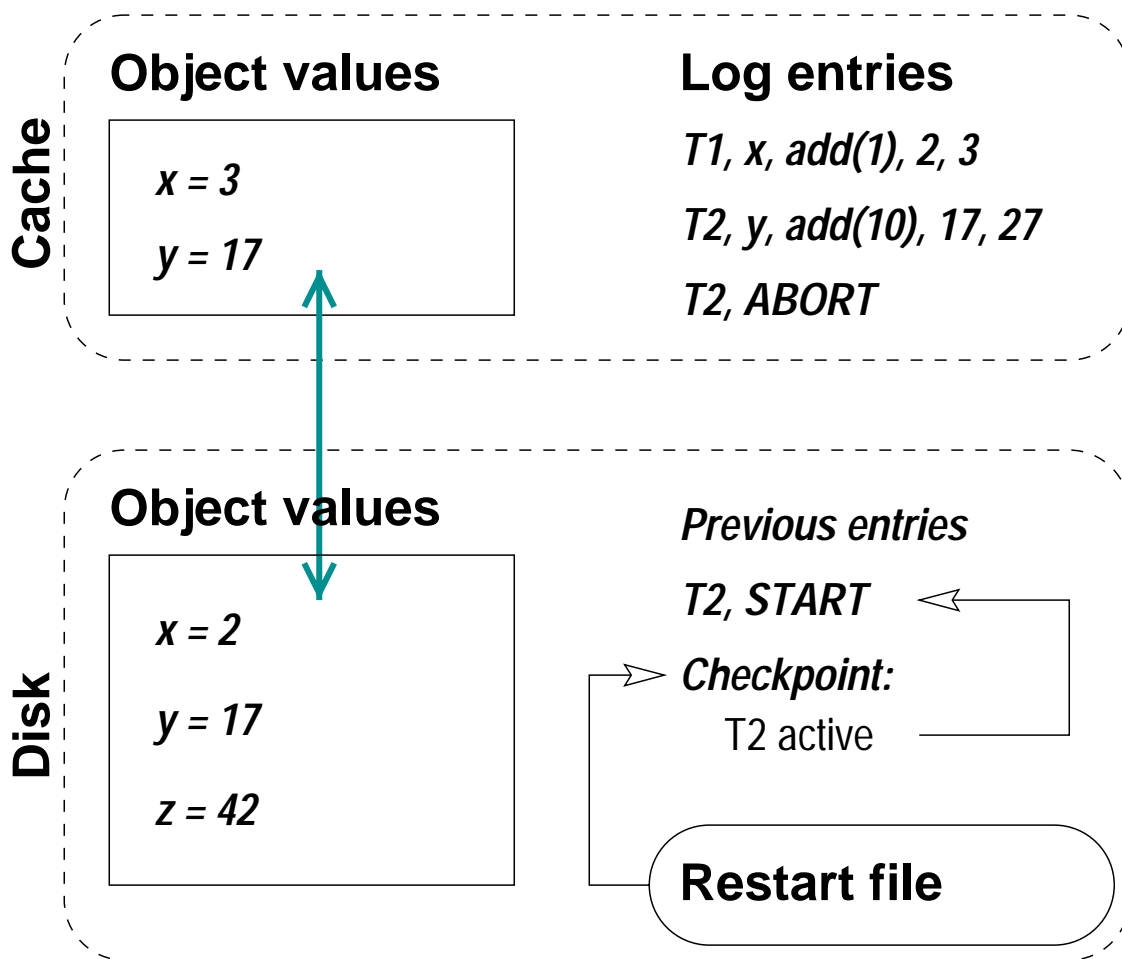 Cache
Object values
x = 3
y = 17
Log entries
T1, x, add(1), 2, 3
T2, y, add(10), 17, 27
T2, ABORT
Disk
Object values
x = 2
y = 17
z = 42
Previous entries
T2, START
Checkpoint:
T2 active
Restart file